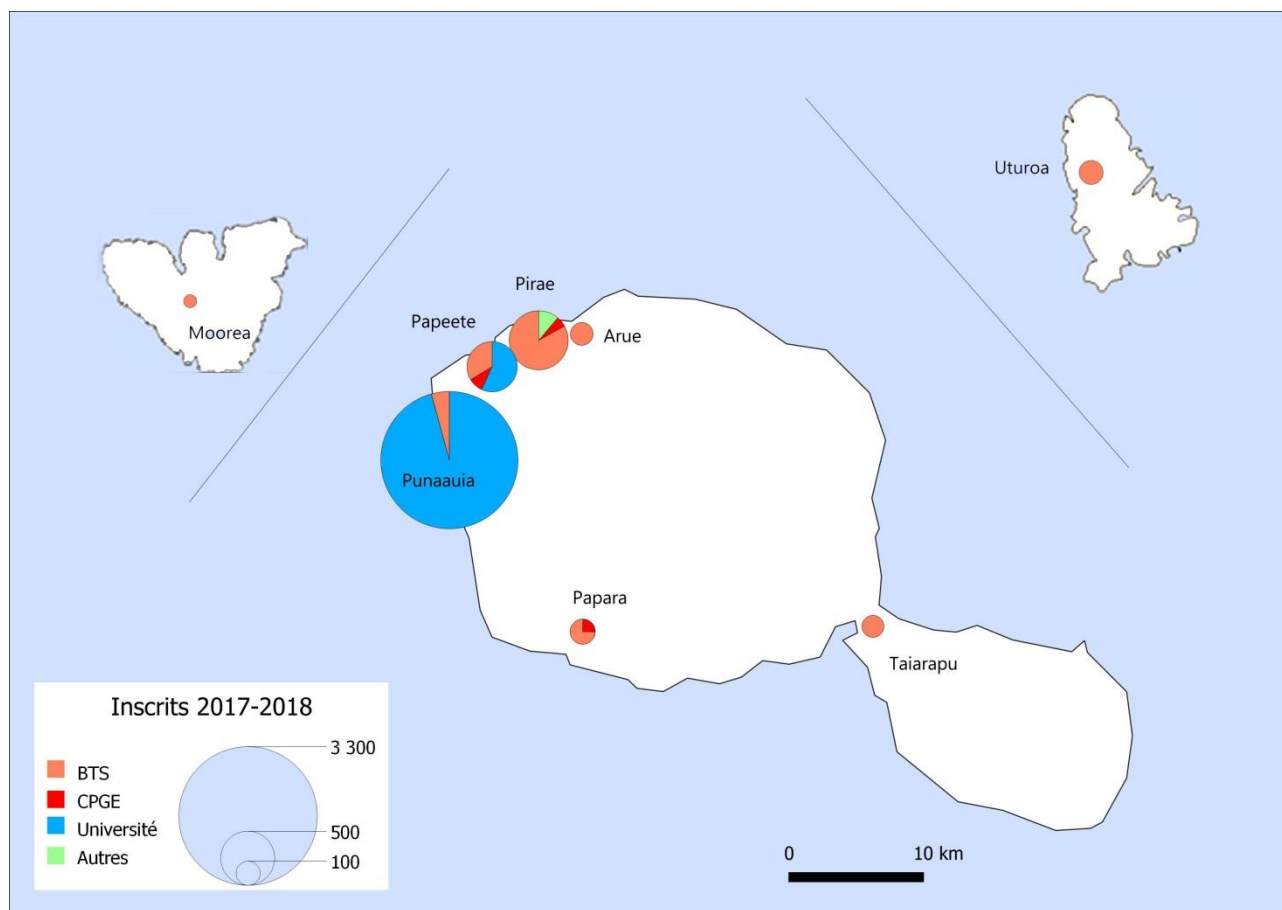 Uturoa
Moorea
Pirae
Papeete
Arue
Punaauia
Papara
Taiarapu
Inscrits 2017-2018
BTS
CPGE
Université
Autres
3 300
500
100
0 10 km